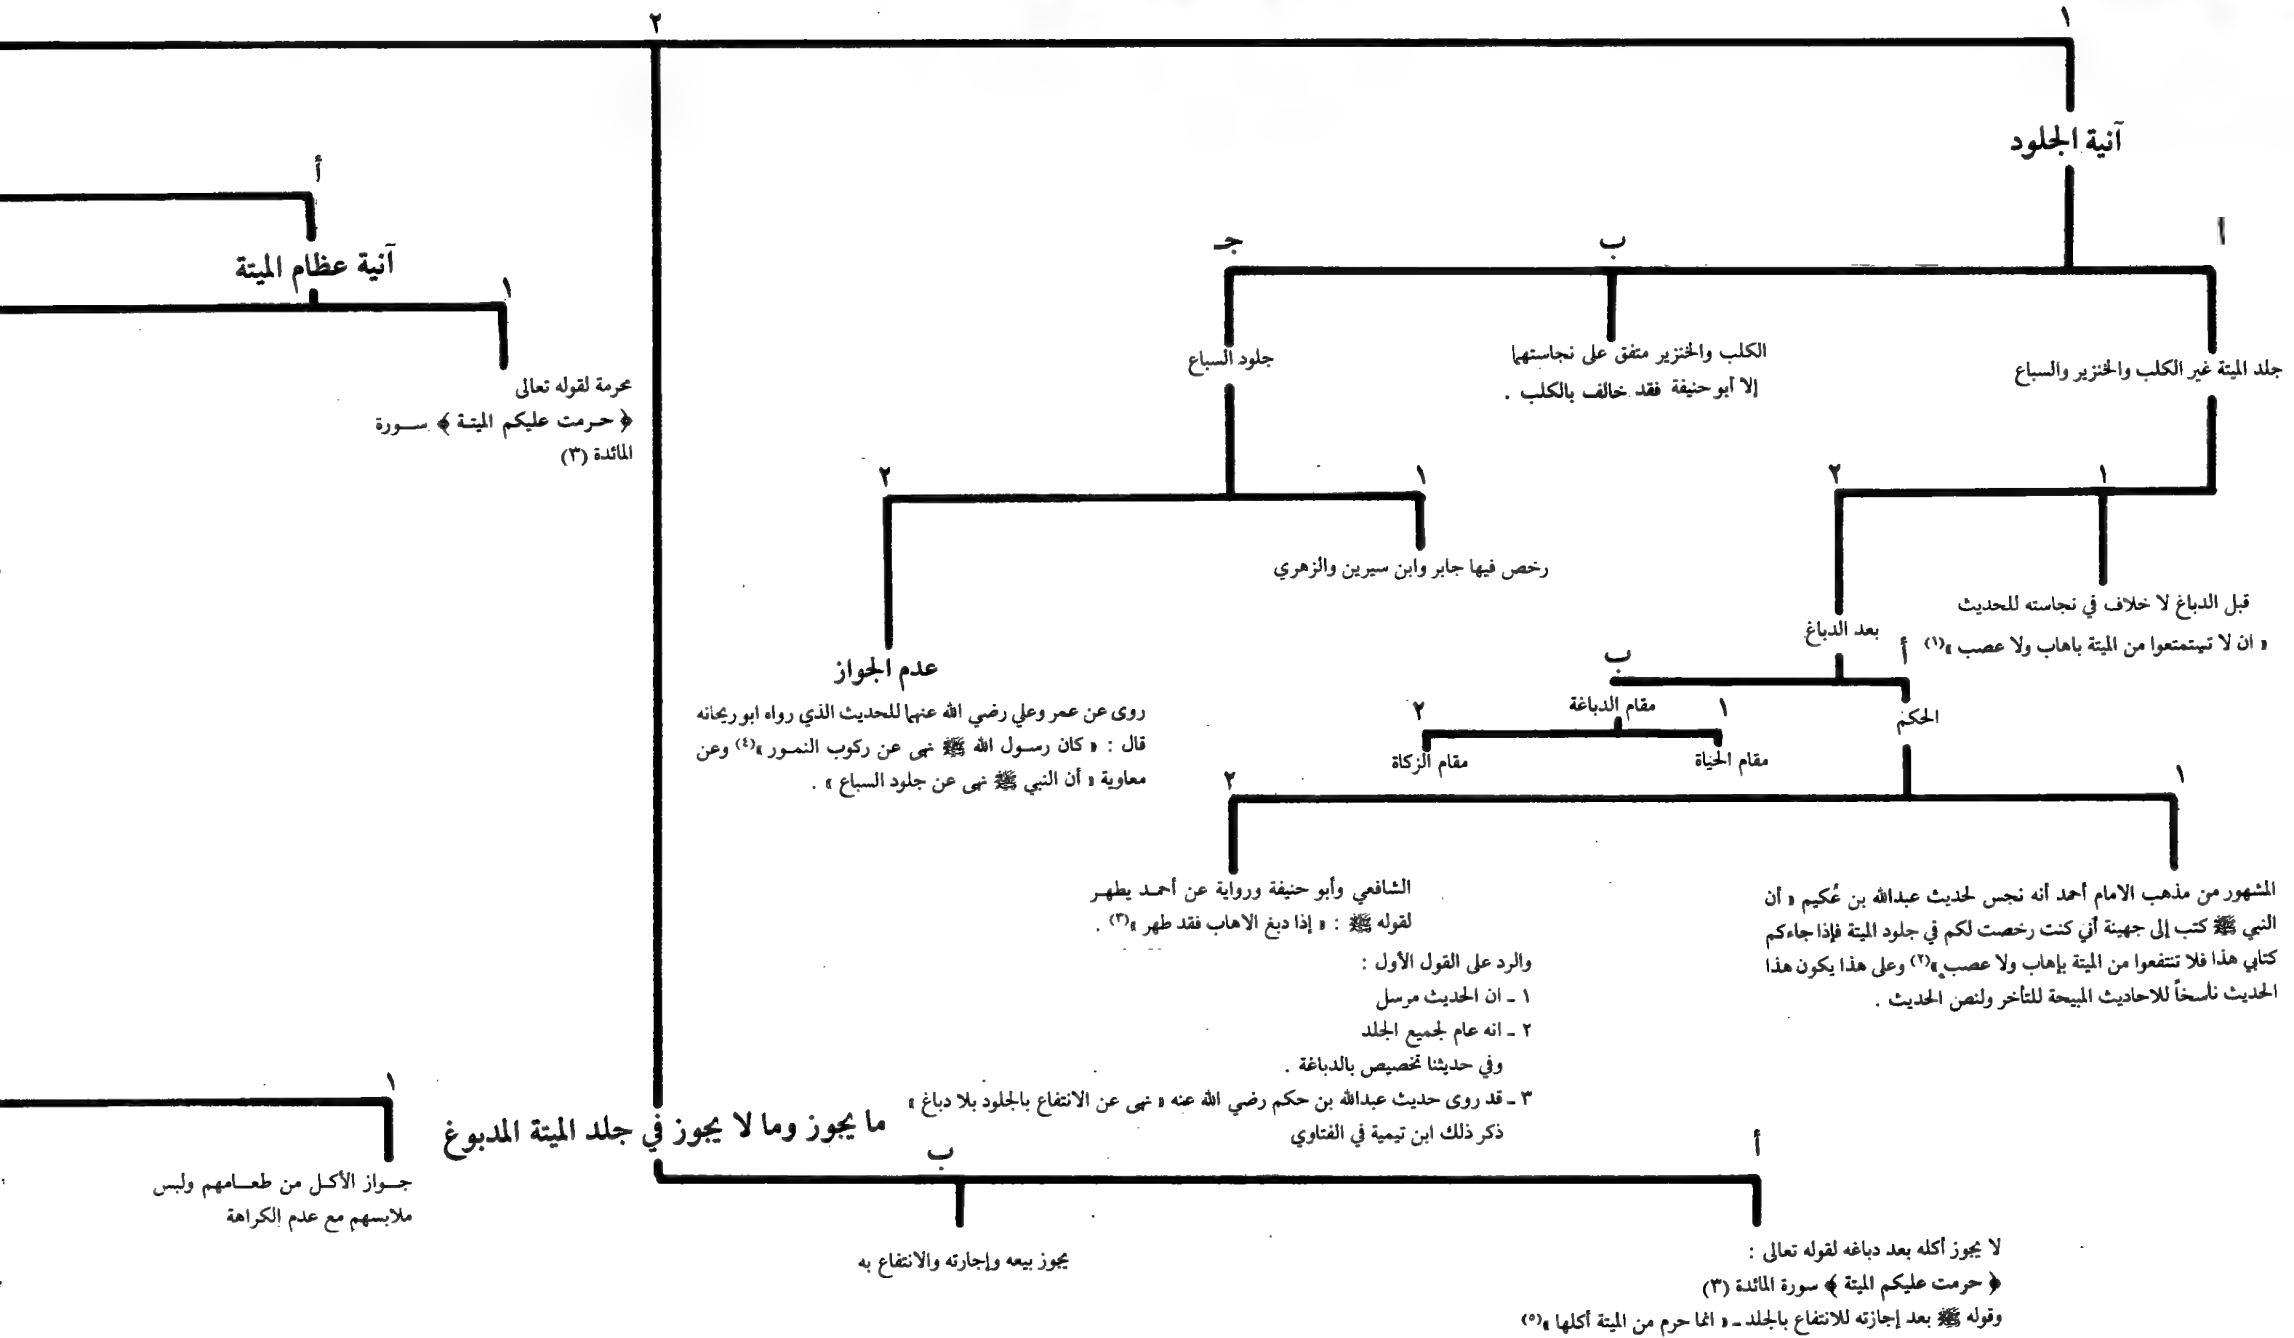 ١
٢
آنية الجلود
أ
آنية عظام الميتة
١
محرمة لقوله تعالى
﴿ حرمت عليكم الميتة ﴾ سورة
المائدة (٣)
ا
ب
جـ
جلد الميتة غير الكلب والخنزير والسباع
الكلب والخنزير متفق على نجاستهما
إلا أبو حنيفة فقد خالف بالكلب .
جلود السباع
١
٢
قبل الدباغ لا خلاف في نجاسته للحديث
« ان لا تستمتعوا من الميتة باهاب ولا عصب »(١)
بعد الدباغ
١
٢
رخص فيها جابر وابن سيرين والزهري
عدم الجواز
روى عن عمر وعلي رضي الله عنهما للحديث الذي رواه ابو ريحانه
قال : « كان رسول الله ﷺ نهى عن ركوب النمور »(٤) وعن
معاوية « أن النبي ﷺ نهى عن جلود السباع » .
أ
ب
الحكم
مقام الدباغة
١
٢
مقام الحياة
مقام الزكاة
١
٢
المشهور من مذهب الامام أحمد أنه نجس لحديث عبدالله بن عُكيم « أن
النبي ﷺ كتب إلى جهينة أني كنت رخصت لكم في جلود الميتة فإذا جاءكم
كتابي هذا فلا تنتفعوا من الميتة بإهاب ولا عصب »(٢) وعلى هذا يكون هذا
الحديث ناسخاً للاحاديث المبيحة للتأخر ولنص الحديث .
الشافعي وأبو حنيفة ورواية عن أحمد يطهر
لقوله ﷺ : « إذا دبغ الاهاب فقد طهر »(٣) .
والرد على القول الأول :
١ ـ ان الحديث مرسل
٢ ـ انه عام لجميع الجلد
وفي حديثنا تخصيص بالدباغة .
٣ ـ قد روى حديث عبدالله بن حكم رضي الله عنه « نهى عن الانتفاع بالجلود بلا دباغ »
ذكر ذلك ابن تيمية في الفتاوي
ما يجوز وما لا يجوز في جلد الميتة المدبوغ
أ
ب
لا يجوز أكله بعد دباغه لقوله تعالى :
﴿ حرمت عليكم الميتة ﴾ سورة المائدة (٣)
وقوله ﷺ بعد إجازته للانتفاع بالجلد ـ « انما حرم من الميتة أكلها »(٥)
يجوز بيعه وإجارته والانتفاع به
١
جواز الأكل من طعامهم ولبس
ملابسهم مع عدم الكراهة